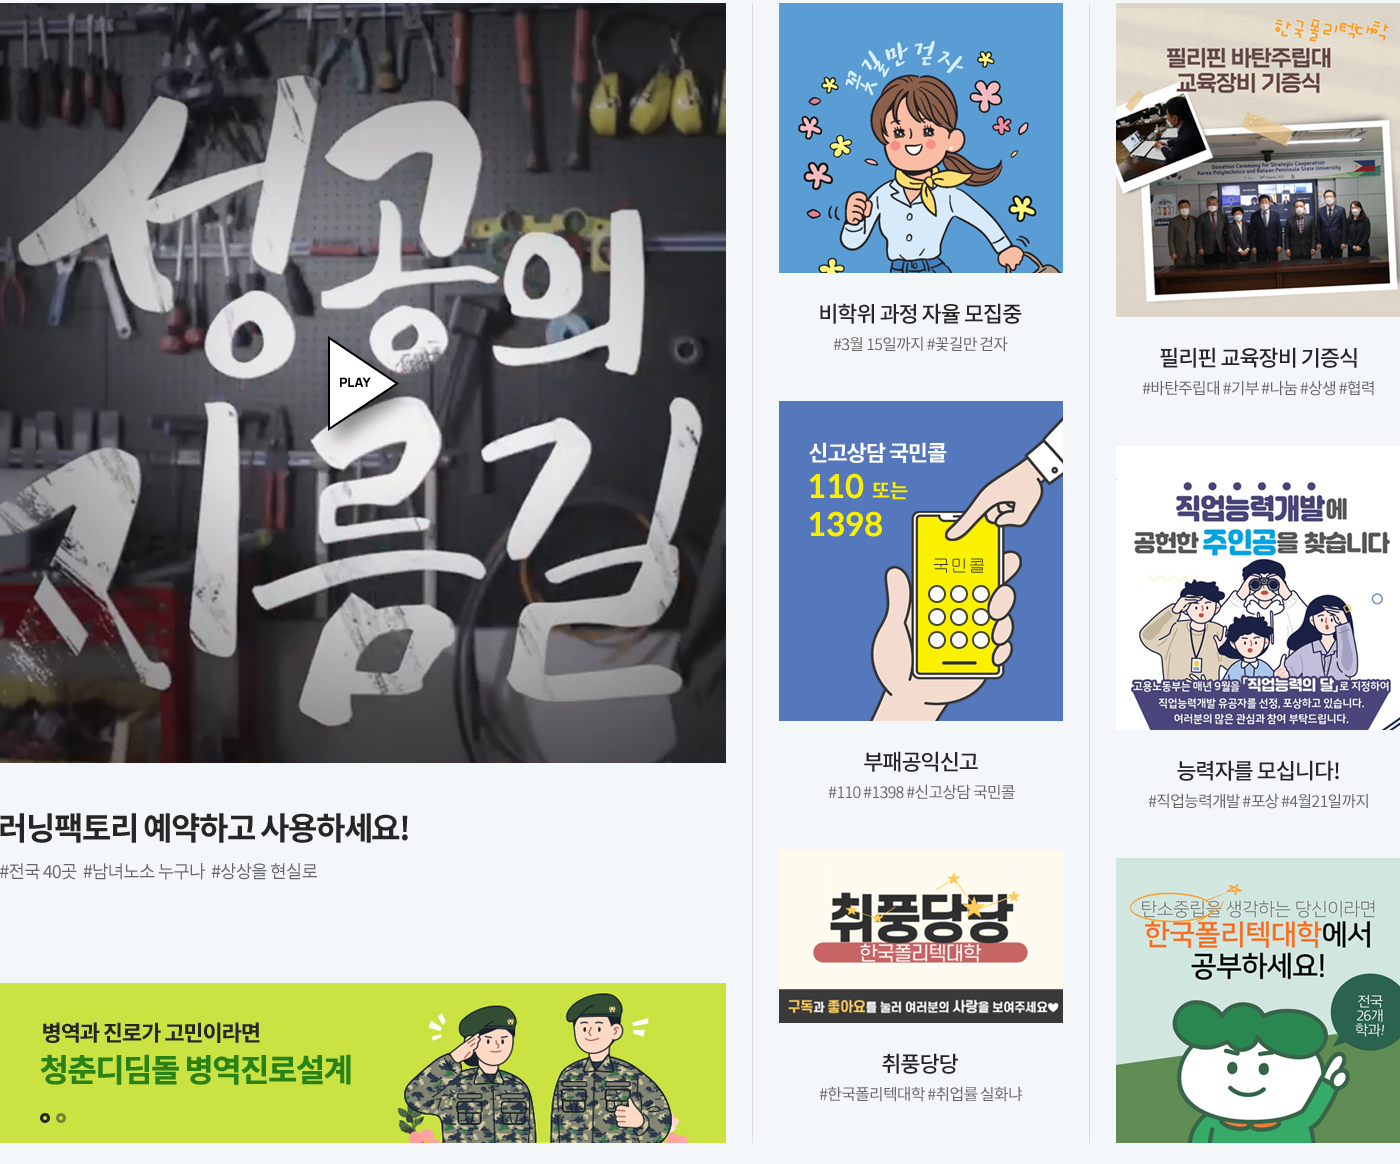 성공의
지름길
PLAY
러닝팩토리 예약하고 사용하세요!
#전국 40곳 #남녀노소 누구나 #상상을 현실로
병역과 진로가 고민이라면
청춘디딤돌 병역진로설계
꽃길만 걷자
비학위 과정 자율 모집중
#3월 15일까지 #꽃길만 걷자
신고상담 국민콜
110 또는
1398
국민콜
부패공익신고
#110 #1398 #신고상담 국민콜
취풍당당
한국폴리텍대학
구독과 좋아요를 눌러 여러분의 사랑을 보여주세요♥
취풍당당
#한국폴리텍대학 #취업률 실화냐
한국폴리텍대학
필리핀 바탄주립대
교육장비 기증식
Donation Ceremony for Strategic Cooperation
Korea Polytechnics and Bataan Peninsula State University
필리핀 교육장비 기증식
#바탄주립대 #기부 #나눔 #상생 #협력
직업능력개발에
공헌한 주인공을 찾습니다
고용노동부는 매년 9월을 「직업능력의 달」로 지정하여
직업능력개발 유공자를 선정, 포상하고 있습니다.
여러분의 많은 관심과 참여 부탁드립니다.
능력자를 모십니다!
#직업능력개발 #포상 #4월21일까지
탄소중립을 생각하는 당신이라면
한국폴리텍대학에서
공부하세요!
전국
26개
학과!